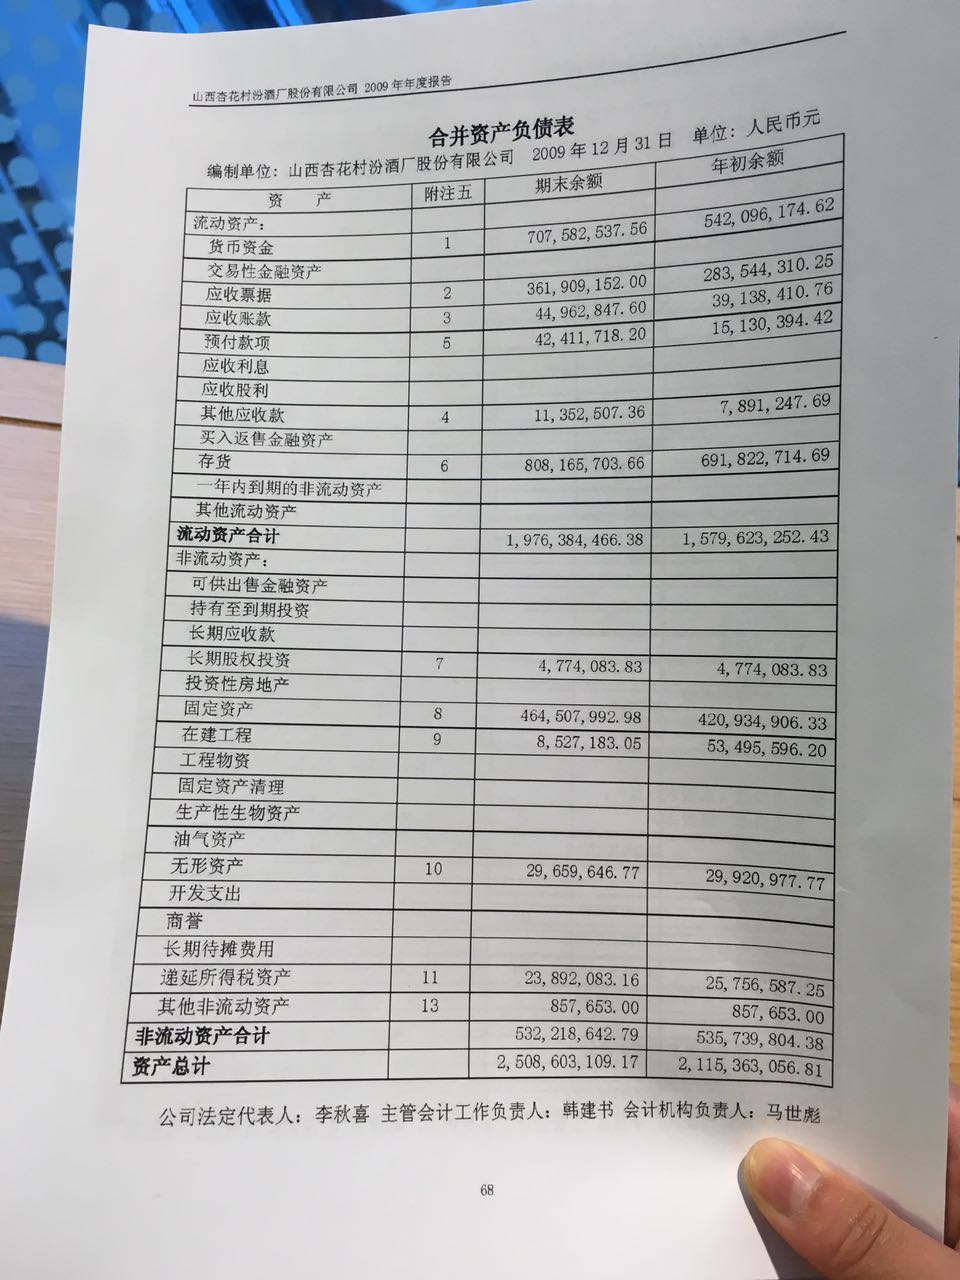 山西杏花村汾酒厂股份有限公司 2009 年年度报告
合并资产负债表
编制单位：山西杏花村汾酒厂股份有限公司 2009 年 12 月 31 日 单位：人民币元
资 产 附注五 期末余额 年初余额
流动资产：
货币资金 1 707,582,537.56 542,096,174.62
交易性金融资产
应收票据 2 361,909,152.00 283,544,310.25
应收账款 3 44,962,847.60 39,138,410.76
预付款项 5 42,411,718.20 15,130,394.42
应收利息
应收股利
其他应收款 4 11,352,507.36 7,891,247.69
买入返售金融资产
存货 6 808,165,703.66 691,822,714.69
一年内到期的非流动资产
其他流动资产
流动资产合计 1,976,384,466.38 1,579,623,252.43
非流动资产：
可供出售金融资产
持有至到期投资
长期应收款
长期股权投资 7 4,774,083.83 4,774,083.83
投资性房地产
固定资产 8 464,507,992.98 420,934,906.33
在建工程 9 8,527,183.05 53,495,596.20
工程物资
固定资产清理
生产性生物资产
油气资产
无形资产 10 29,659,646.77 29,920,977.77
开发支出
商誉
长期待摊费用
递延所得税资产 11 23,892,083.16 25,756,587.25
其他非流动资产 13 857,653.00 857,653.00
非流动资产合计 532,218,642.79 535,739,804.38
资产总计 2,508,603,109.17 2,115,363,056.81
公司法定代表人：李秋喜 主管会计工作负责人：韩建书 会计机构负责人：马世彪
68